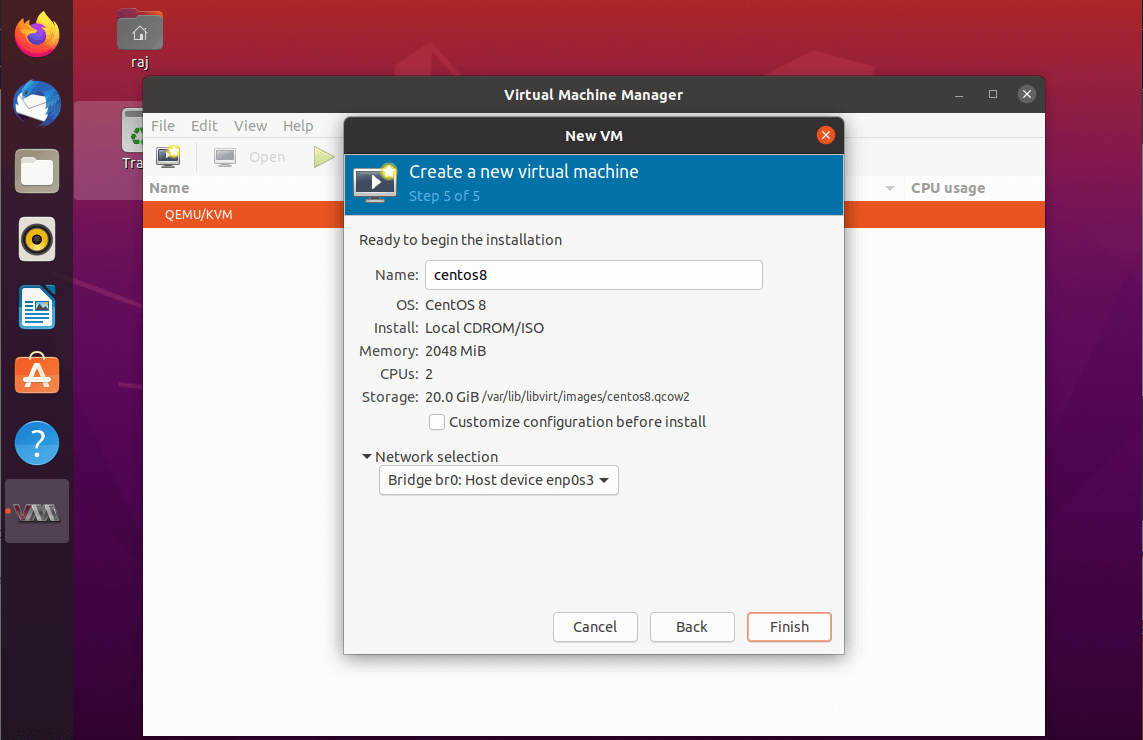 raj
Virtual Machine Manager
File Edit View Help
Tra
Open
Name
CPU usage
QEMU/KVM
New VM
Create a new virtual machine
Step 5 of 5
Ready to begin the installation
Name: centos8
OS: CentOS 8
Install: Local CDROM/ISO
Memory: 2048 MiB
CPUs: 2
Storage: 20.0 GiB /var/lib/libvirt/images/centos8.qcow2
Customize configuration before install
Network selection
Bridge br0: Host device enp0s3
Cancel Back Finish